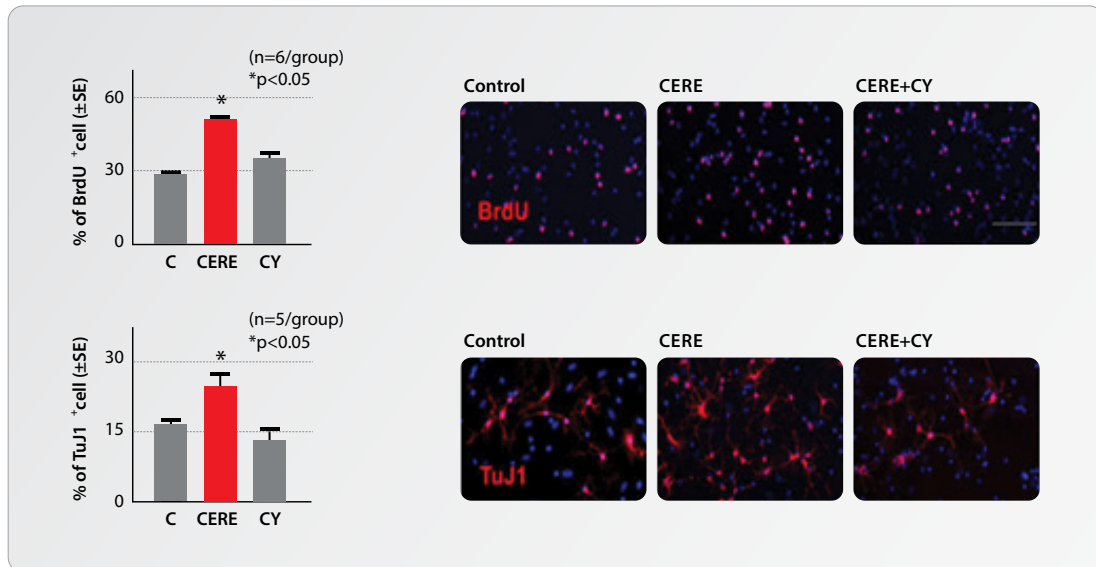 (n=6/group)
*p<0.05
% of BrdU +cell (±SE)
60
*
30
0
C CERE CY
Control CERE CERE+CY
BrdU
(n=5/group)
*p<0.05
% of TuJ1 +cell (±SE)
30
*
15
0
C CERE CY
Control CERE CERE+CY
TuJ1